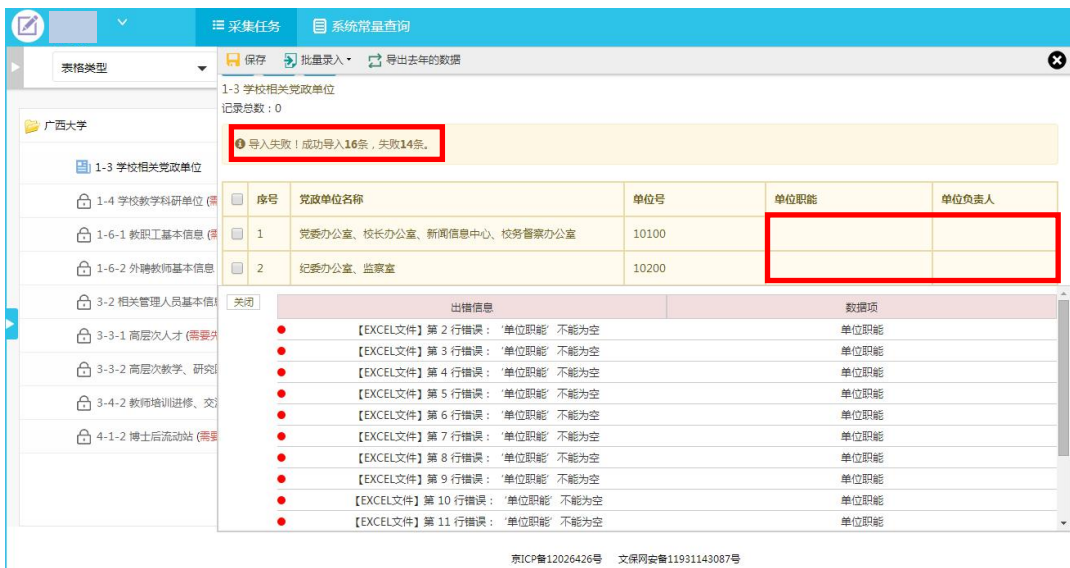 采集任务 系统常量查询
表格类型
保存 批量录入 导出去年的数据
1-3 学校相关党政单位
记录总数：0
导入失败！成功导入16条，失败14条。
广西大学
1-3 学校相关党政单位
1-4 学校教学科研单位 (需
1-6-1 教职工基本信息 (需
1-6-2 外聘教师基本信息
3-2 相关管理人员基本信息
3-3-1 高层次人才 (需要先
3-3-2 高层次教学、研究团
3-4-2 教师培训进修、交流
4-1-2 博士后流动站 (需要
序号 党政单位名称 单位号 单位职能 单位负责人
1 党委办公室、校长办公室、新闻信息中心、校务督察办公室 10100
2 纪委办公室、监察室 10200
关闭 出错信息 数据项
【EXCEL文件】第 2 行错误：‘单位职能’不能为空 单位职能
【EXCEL文件】第 3 行错误：‘单位职能’不能为空 单位职能
【EXCEL文件】第 4 行错误：‘单位职能’不能为空 单位职能
【EXCEL文件】第 5 行错误：‘单位职能’不能为空 单位职能
【EXCEL文件】第 6 行错误：‘单位职能’不能为空 单位职能
【EXCEL文件】第 7 行错误：‘单位职能’不能为空 单位职能
【EXCEL文件】第 8 行错误：‘单位职能’不能为空 单位职能
【EXCEL文件】第 9 行错误：‘单位职能’不能为空 单位职能
【EXCEL文件】第 10 行错误：‘单位职能’不能为空 单位职能
【EXCEL文件】第 11 行错误：‘单位职能’不能为空 单位职能
京ICP备12026426号 文保网安备11931143087号